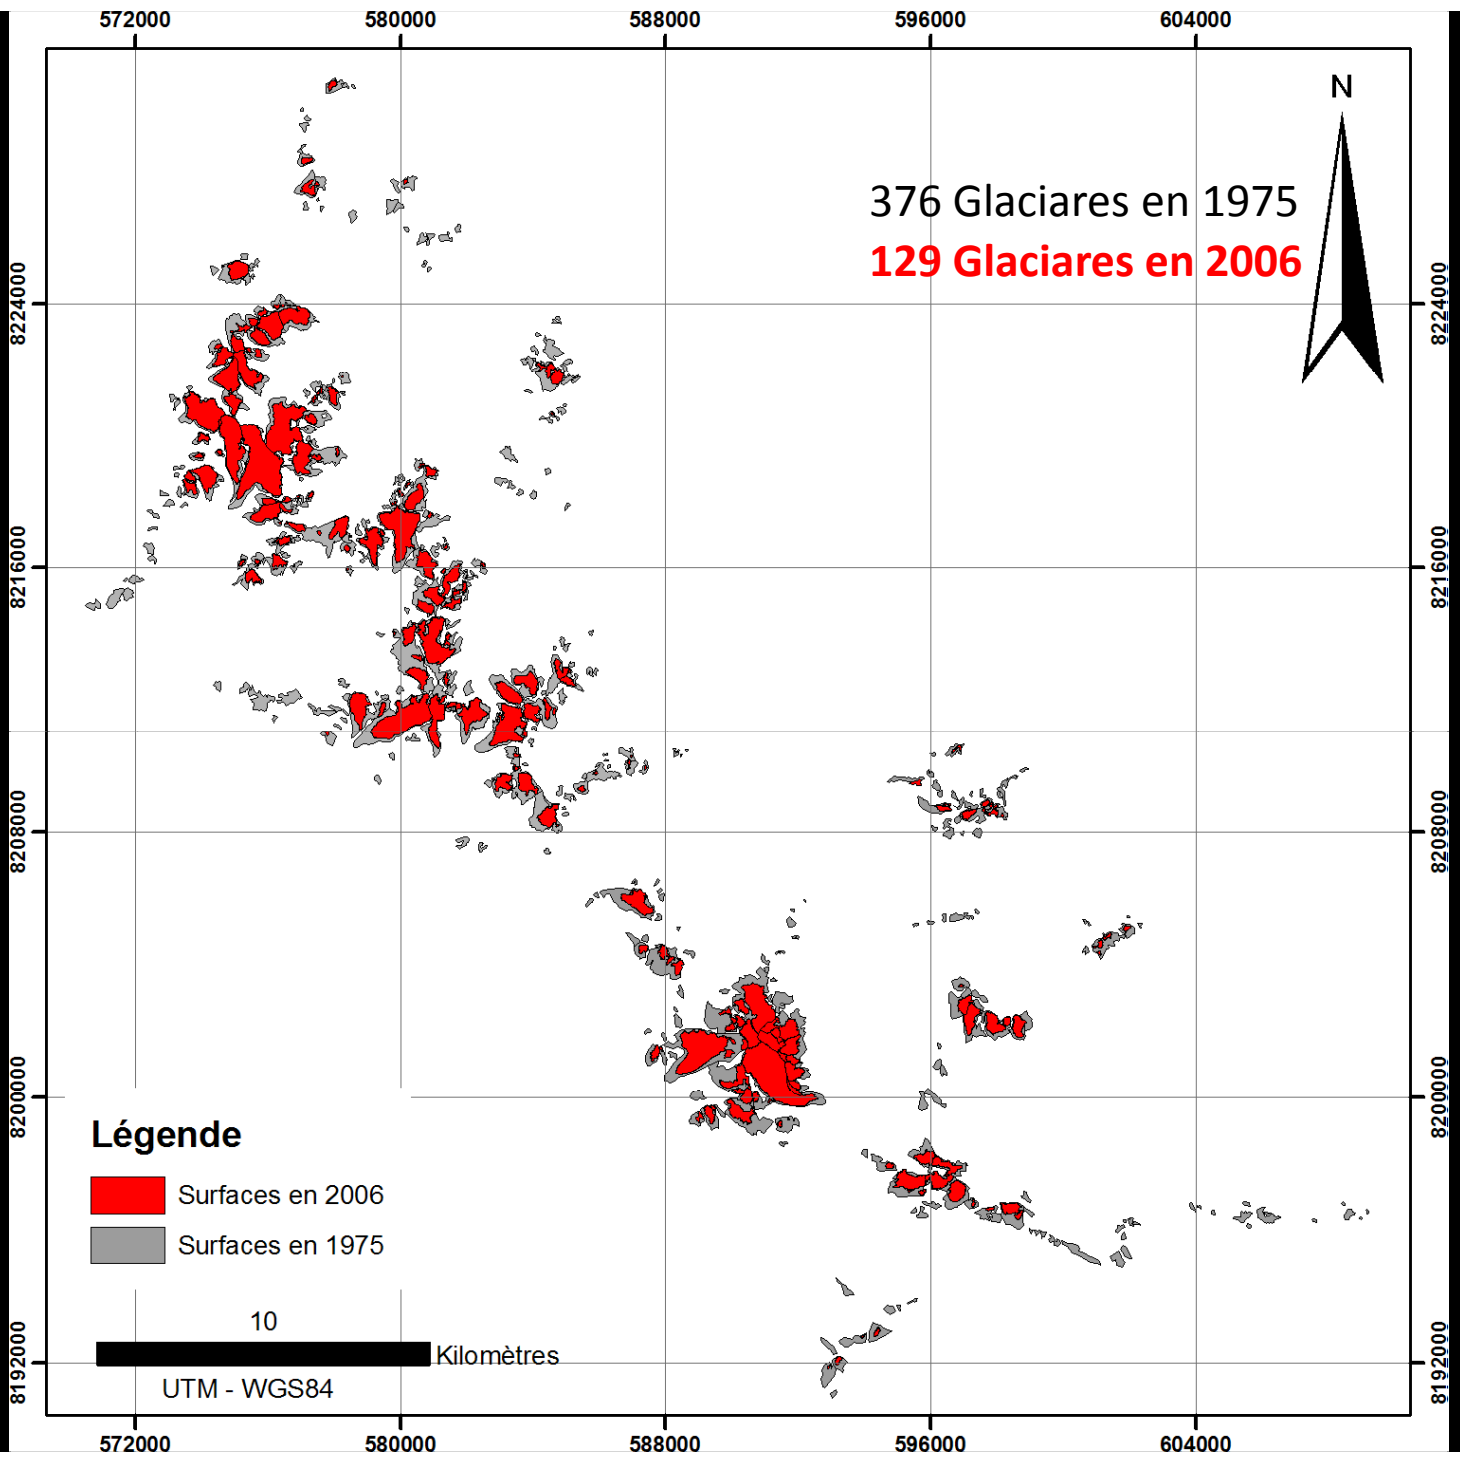 572000 580000 588000 596000 604000
N
376 Glaciares en 1975
129 Glaciares en 2006
8224000 8224000
8216000 8216000
8208000 8208000
8200000 8200000
Légende
Surfaces en 2006
Surfaces en 1975
10
Kilomètres
UTM - WGS84
8192000 8192000
572000 580000 588000 596000 604000